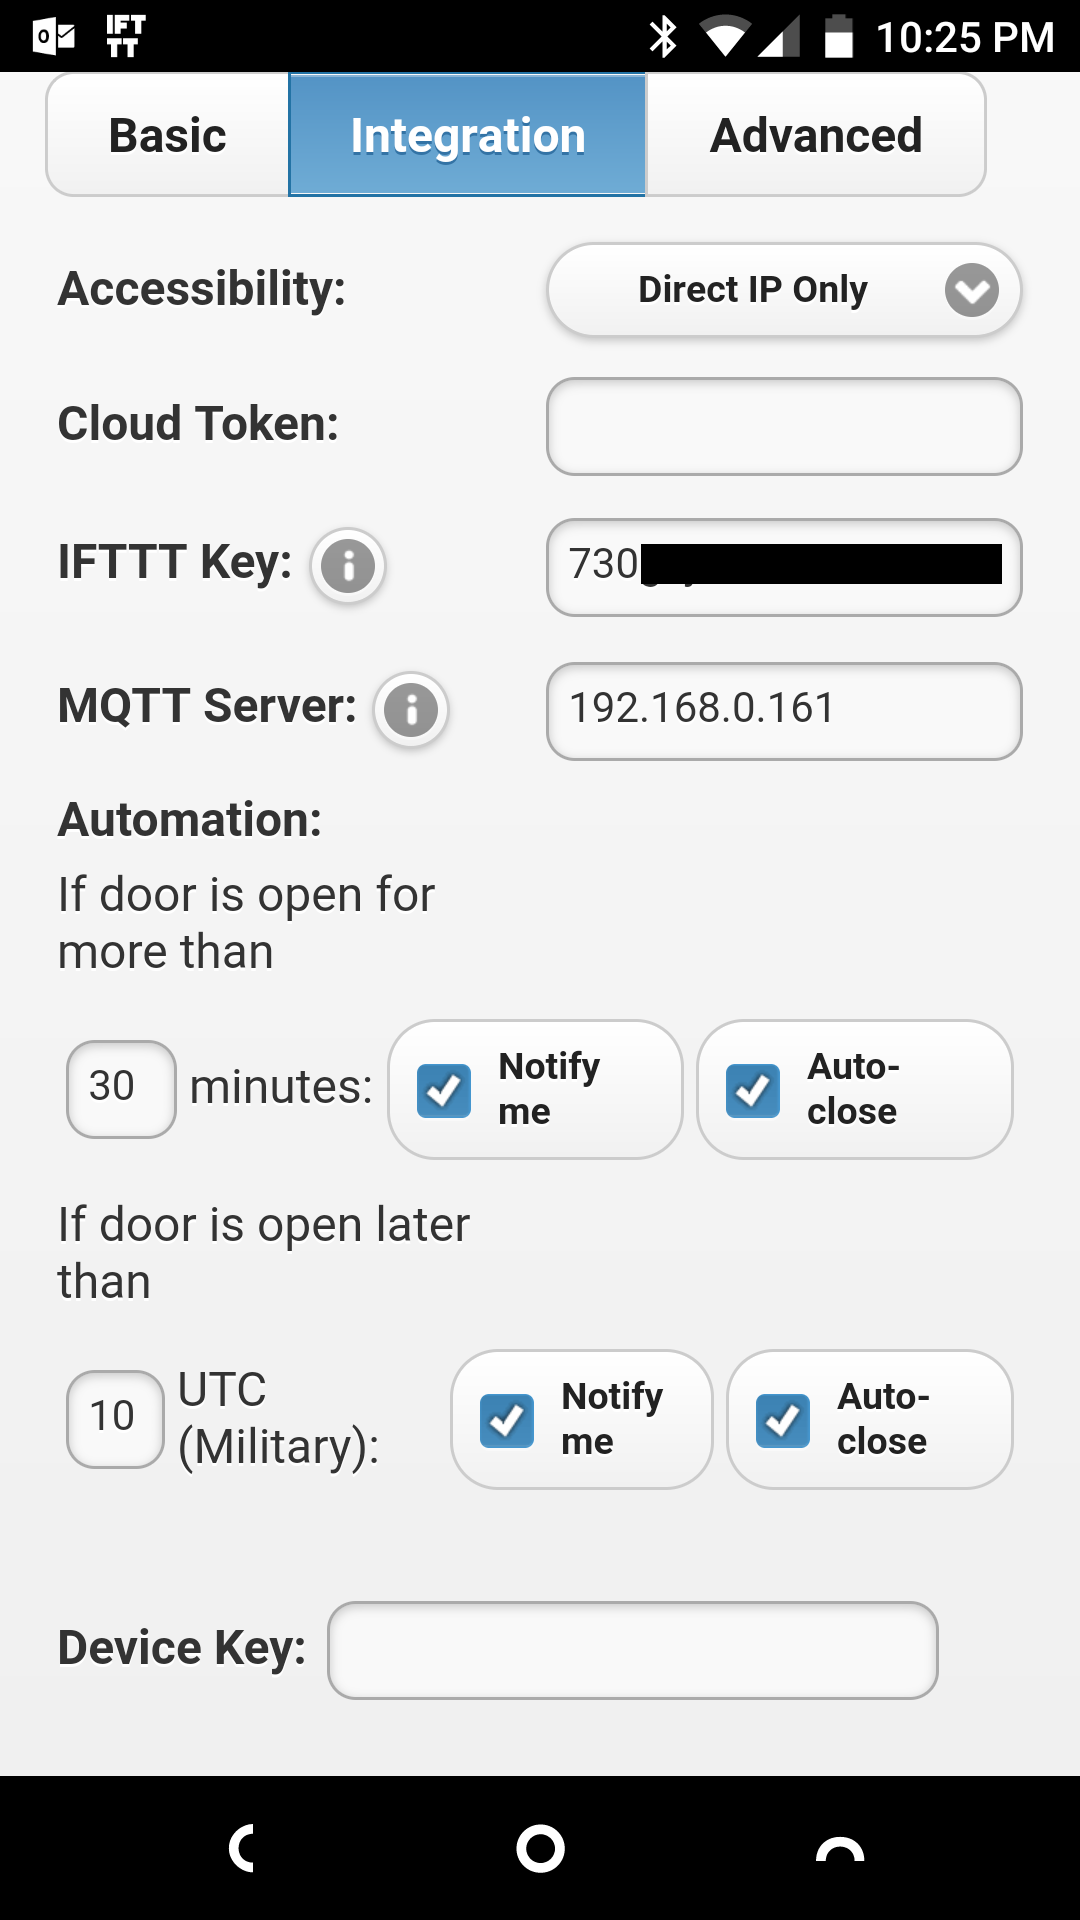 IF
TT
10:25 PM
Basic Integration Advanced
Accessibility: Direct IP Only
Cloud Token:
IFTTT Key: 730
MQTT Server: 192.168.0.161
Automation:
If door is open for
more than
30 minutes: Notify me Auto-close
If door is open later
than
10 UTC (Military): Notify me Auto-close
Device Key: